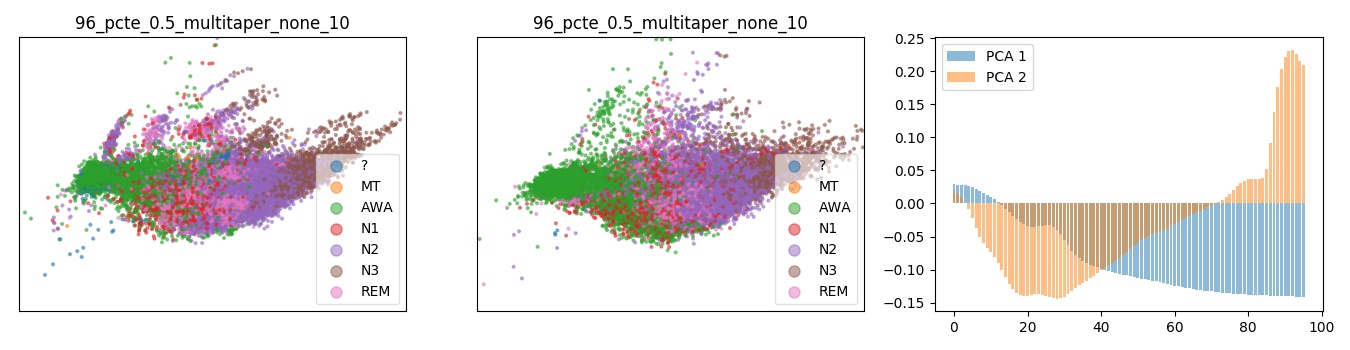 96_pcte_0.5_multitaper_none_10
?
MT
AWA
N1
N2
N3
REM
96_pcte_0.5_multitaper_none_10
?
MT
AWA
N1
N2
N3
REM
PCA 1
PCA 2
0.25
0.20
0.15
0.10
0.05
0.00
−0.05
−0.10
−0.15
0 20 40 60 80 100